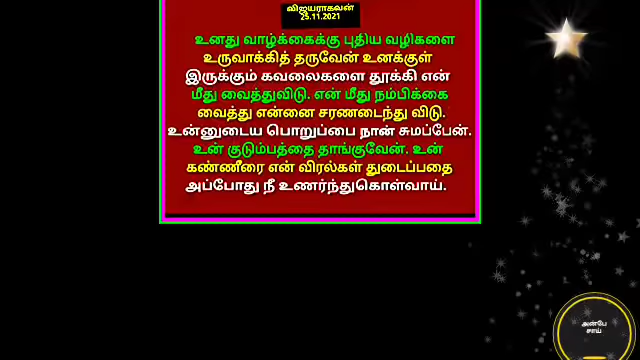 விஜயராகவன்
25.11.2021
உனது வாழ்க்கைக்கு புதிய வழிகளை
உருவாக்கித் தருவேன் உனக்குள்
இருக்கும் கவலைகளை தூக்கி என்
மீது வைத்துவிடு. என் மீது நம்பிக்கை
வைத்து என்னை சரணடைந்து விடு.
உன்னுடைய பொறுப்பை நான் சுமப்பேன்.
உன் குடும்பத்தை தாங்குவேன். உன்
கண்ணீரை என் விரல்கள் துடைப்பதை
அப்போது நீ உணர்ந்துகொள்வாய்.
அன்பே
சாய்